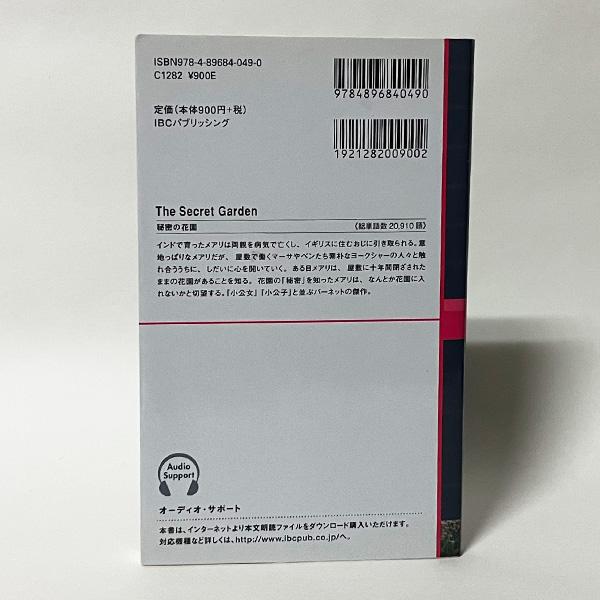 ISBN978-4-89684-049-0
C1282 ¥900E
定価(本体900円+税)
IBCパブリッシング
9784896840490
1921282009002
The Secret Garden
秘密の花園 〈総単語数20,910語〉
インドで育ったメアリは両親を病気で亡くし、イギリスに住むおじに引き取られる。意
地っぱりなメアリだが、屋敷で働くマーサやベンたち素朴なヨークシャーの人々と触
れ合ううちに、しだいに心を開いていく。ある日メアリは、屋敷に十年間閉ざされた
ままの花園があることを知る。花園の「秘密」を知ったメアリは、なんとか花園に入
れないかと切望する。『小公女』『小公子』と並ぶバーネットの傑作。
Audio
Support
オーディオ・サポート
本書は、インターネットより本文朗読ファイルをダウンロード購入いただけます。
対応機種など詳しくは、http://www.ibcpub.co.jp/へ。